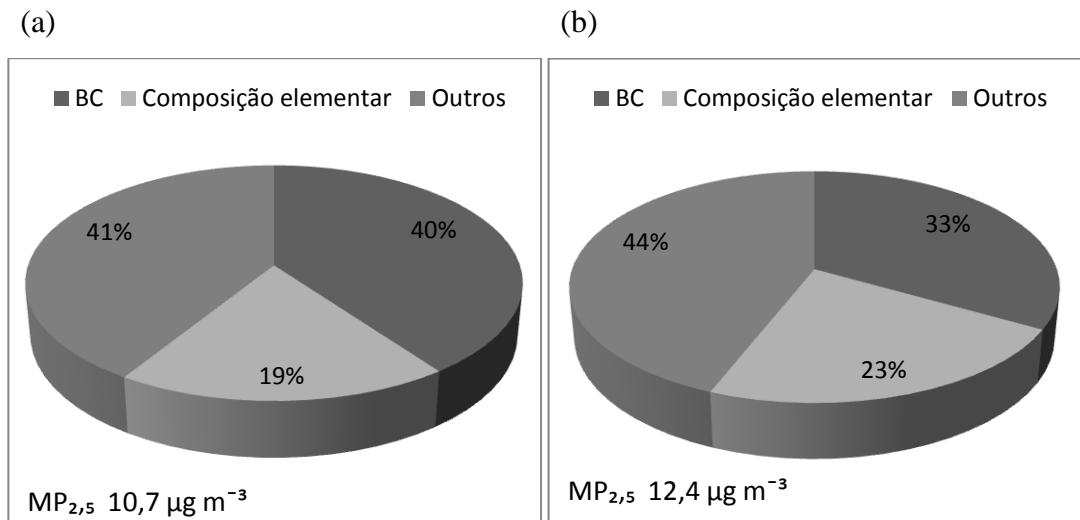 (a)
BC Composição elementar Outros
41%
40%
19%
MP₂,₅ 10,7 µg m⁻³
(b)
BC Composição elementar Outros
33%
44%
23%
MP₂,₅ 12,4 µg m⁻³